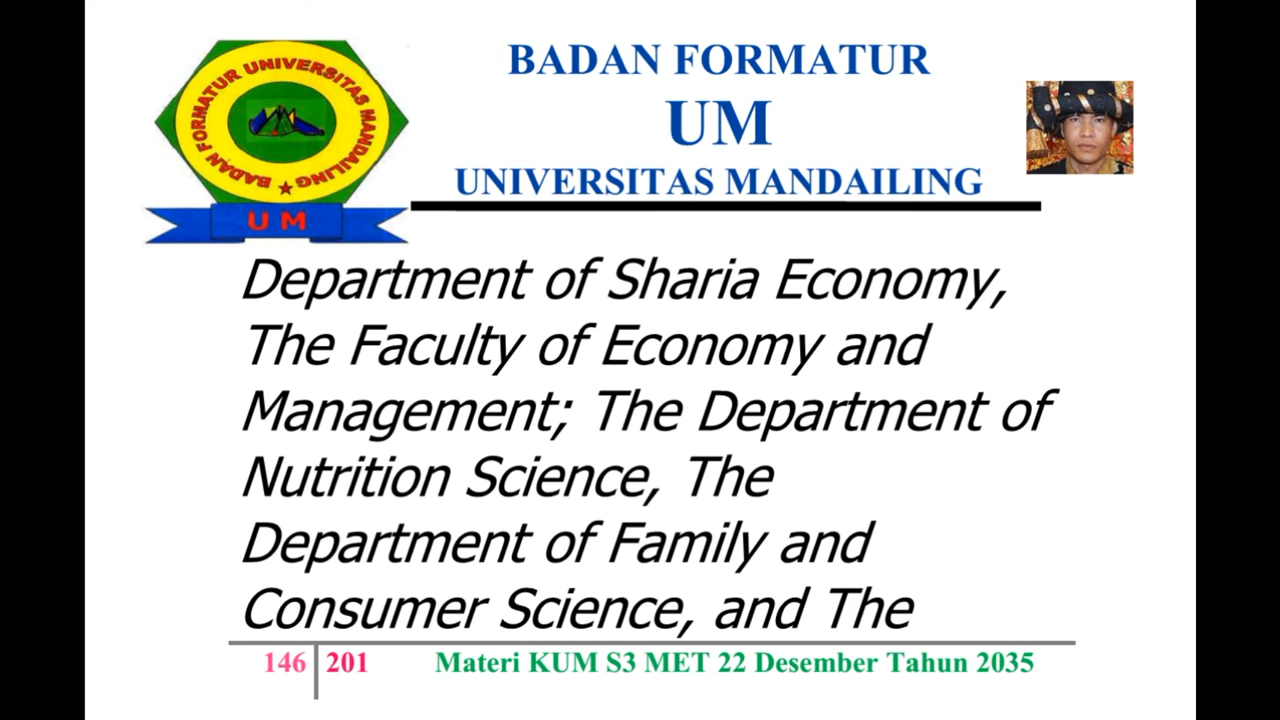 BADAN FORMATUR UNIVERSITAS MANDAILING
UM
BADAN FORMATUR
UM
UNIVERSITAS MANDAILING
Department of Sharia Economy,
The Faculty of Economy and
Management; The Department of
Nutrition Science, The
Department of Family and
Consumer Science, and The
146 201 Materi KUM S3 MET 22 Desember Tahun 2035